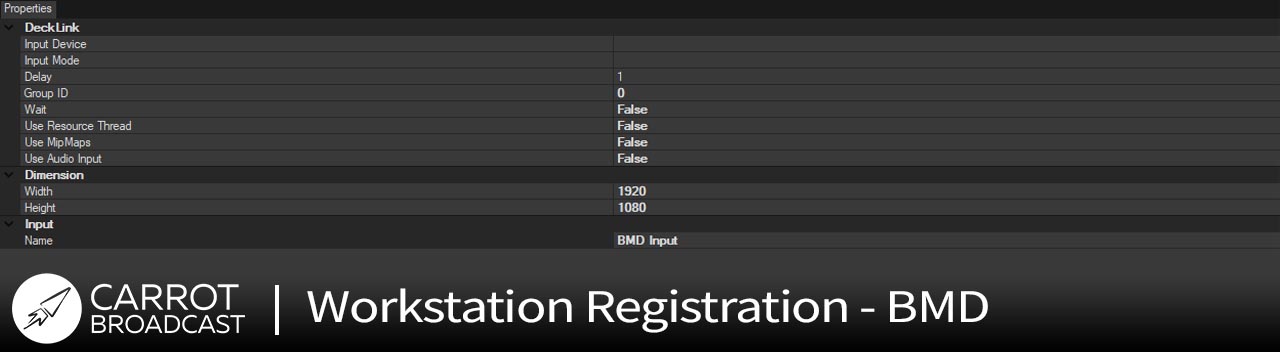 Properties
DeckLink
Input Device
Input Mode
Delay 1
Group ID 0
Wait False
Use Resource Thread False
Use MipMaps False
Use Audio Input False
Dimension
Width 1920
Height 1080
Input
Name BMD Input
CARROT
BROADCAST
Workstation Registration - BMD